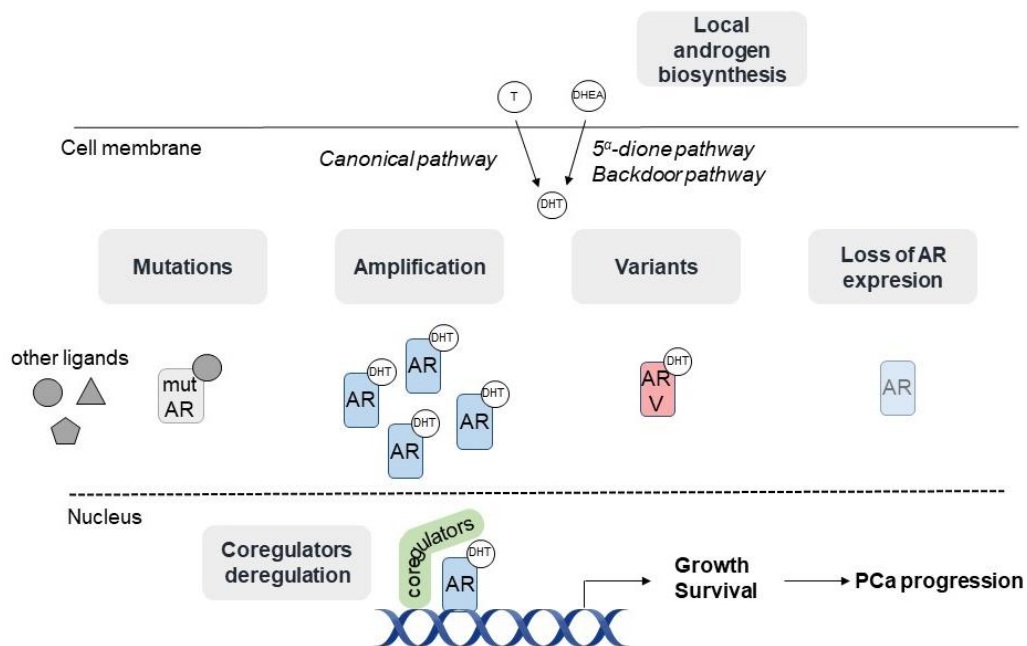 Local
androgen
biosynthesis
T
DHEA
Cell membrane
Canonical pathway
5α-dione pathway
Backdoor pathway
DHT
Mutations
Amplification
Variants
Loss of AR
expresion
other ligands
mut
AR
DHT
AR
DHT
AR
DHT
AR
DHT
AR
DHT
AR
V
AR
Nucleus
Coregulators
deregulation
coregulators
DHT
AR
Growth
Survival
PCa progression